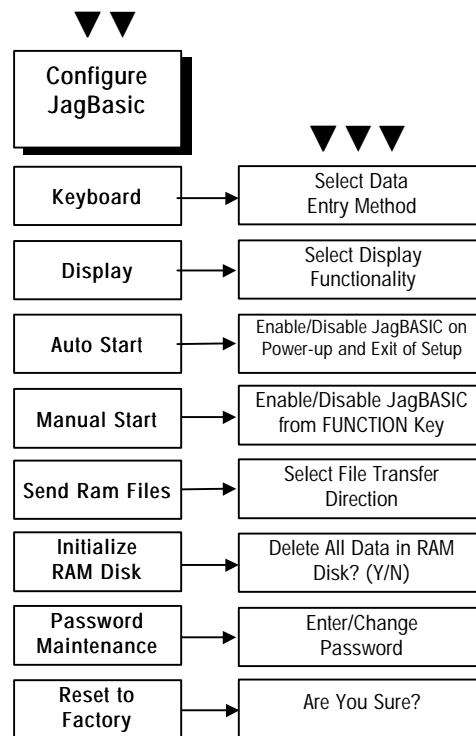 Configure
JagBasic
Keyboard
Select Data
Entry Method
Display
Select Display
Functionality
Auto Start
Enable/Disable JagBASIC on
Power-up and Exit of Setup
Manual Start
Enable/Disable JagBASIC
from FUNCTION Key
Send Ram Files
Select File Transfer
Direction
Initialize
RAM Disk
Delete All Data in RAM
Disk? (Y/N)
Password
Maintenance
Enter/Change
Password
Reset to
Factory
Are You Sure?